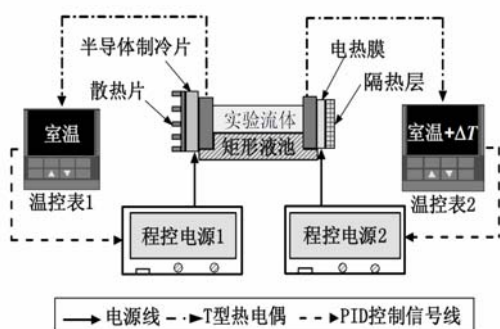 半导体制冷片
电热膜
散热片
隔热层
室温
实验流体
室温+ΔT
矩形液池
温控表1
温控表2
程控电源1
程控电源2
电源线
T型热电偶
PID控制信号线